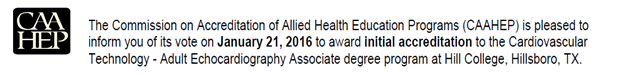 CAA
HEP
The Commission on Accreditation of Allied Health Education Programs (CAAHEP) is pleased to
inform you of its vote on January 21, 2016 to award initial accreditation to the Cardiovascular
Technology - Adult Echocardiography Associate degree program at Hill College, Hillsboro, TX.